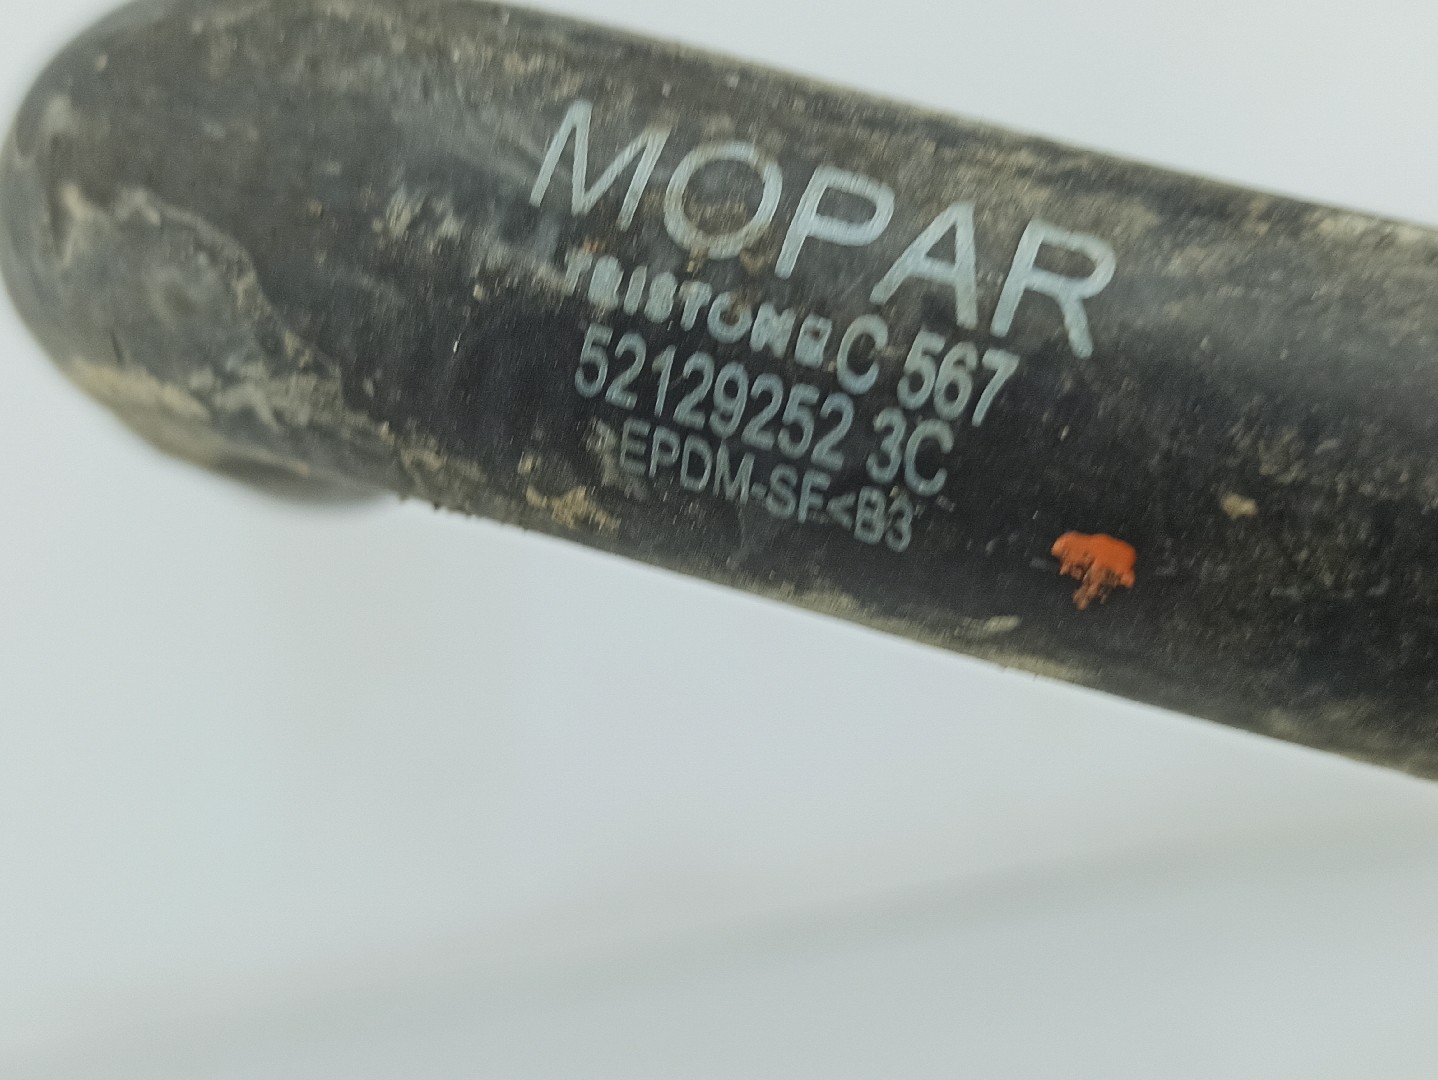 MOPAR
C 567
52129252 3C
>EPDM-SF<B3